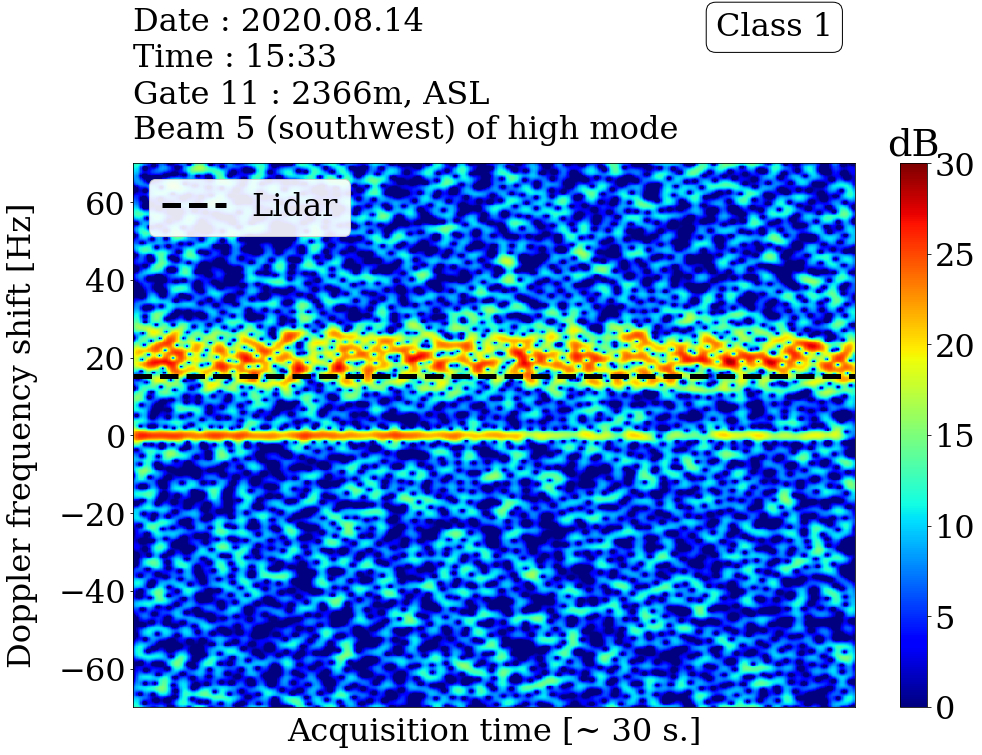 Date : 2020.08.14
Time : 15:33
Gate 11 : 2366m, ASL
Beam 5 (southwest) of high mode
Class 1
dB
Lidar
Doppler frequency shift [Hz]
60
40
20
0
−20
−40
−60
Acquisition time [~ 30 s.]
30
25
20
15
10
5
0